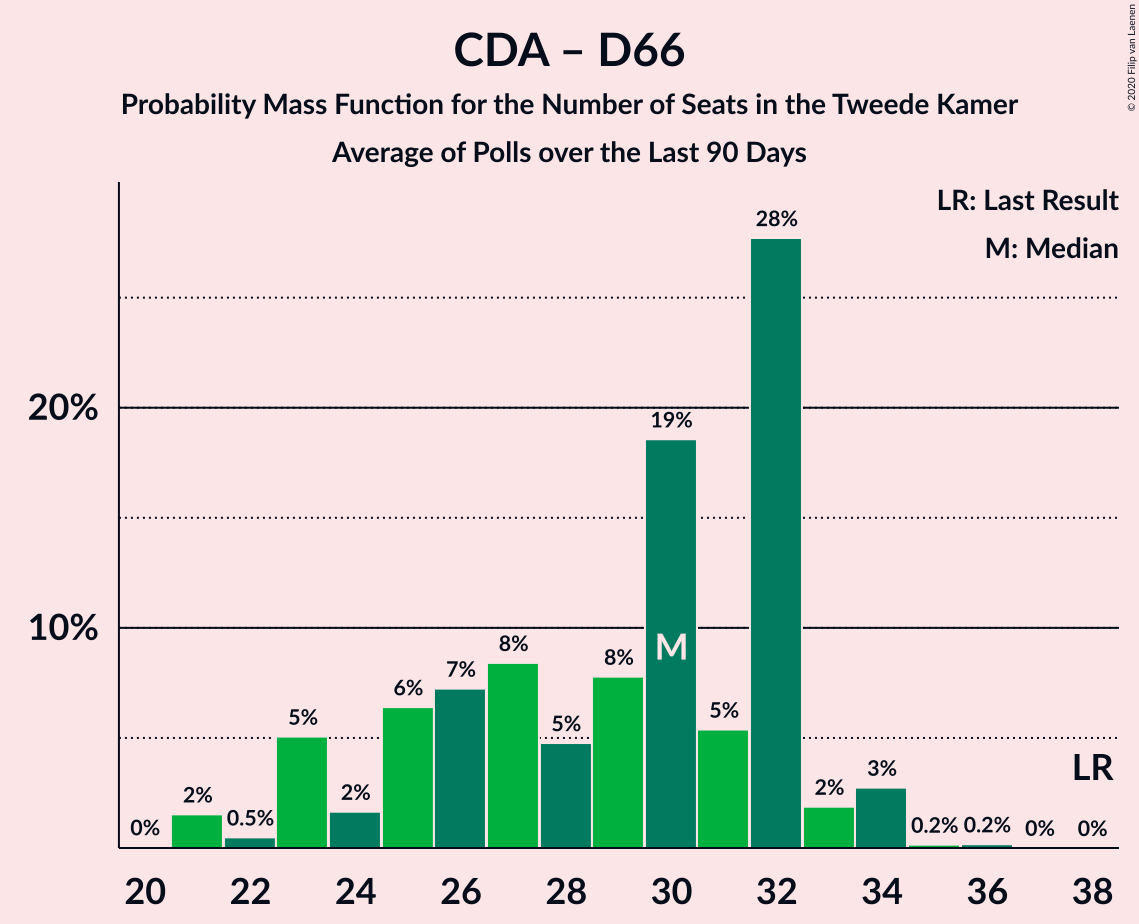 CDA – D66
Probability Mass Function for the Number of Seats in the Tweede Kamer
Average of Polls over the Last 90 Days
© 2020 Filip van Laenen
LR: Last Result
M: Median
20%
10%
0%
2%
0.5%
5%
2%
6%
7%
8%
5%
8%
19%
5%
28%
2%
3%
0.2%
0.2%
0%
0%
M
LR
20 22 24 26 28 30 32 34 36 38